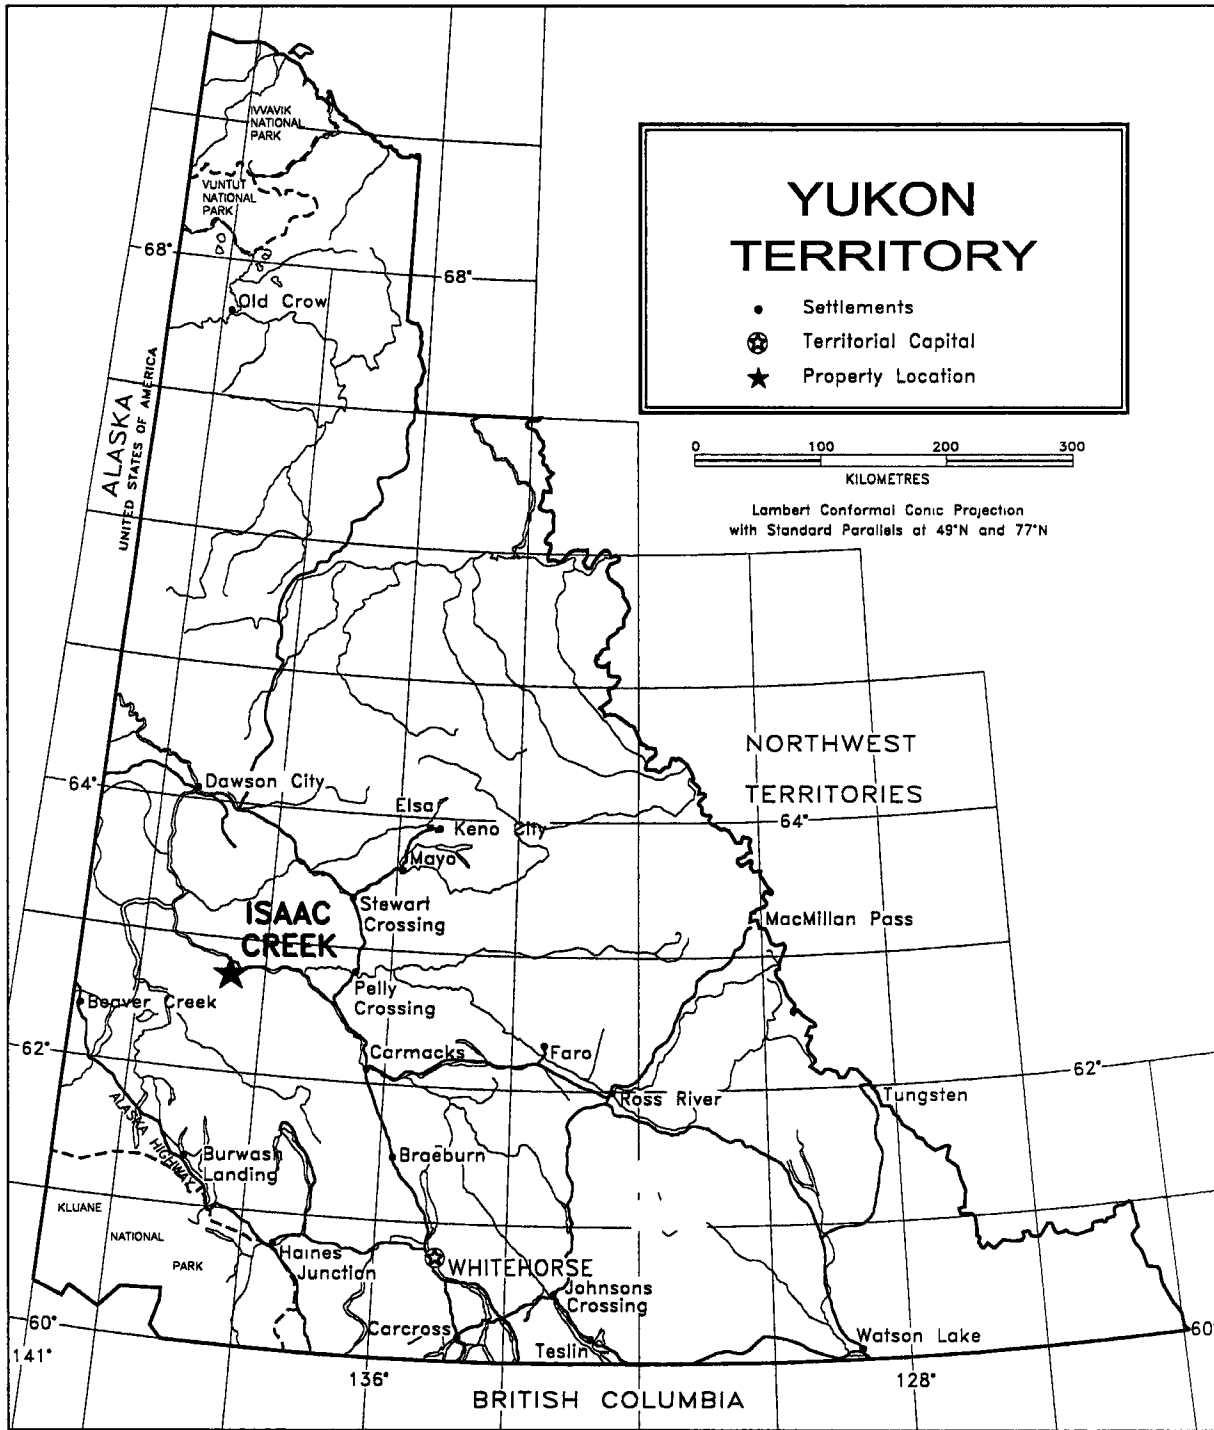 IVVAVIK
NATIONAL
PARK
VUNTUT
NATIONAL
PARK
68°
68°
Old Crow
YUKON
TERRITORY
Settlements
Territorial Capital
Property Location
0 100 200 300
KILOMETRES
Lambert Conformal Conic Projection
with Standard Parallels at 49°N and 77°N
ALASKA
UNITED STATES OF AMERICA
NORTHWEST
TERRITORIES
64°
Dawson City
Elsa
Keno City
64°
Mayo
ISAAC
CREEK
Stewart
Crossing
MacMillan Pass
Beaver Creek
Pelly
Crossing
62°
Carmacks
Faro
62°
Ross River
Tungsten
ALASKA HIGHWAY
Burwash
Landing
Braeburn
KLUANE
NATIONAL
PARK
Haines
Junction
WHITEHORSE
Johnsons
Crossing
60°
Carcross
Teslin
Watson Lake
60°
141°
136°
128°
BRITISH COLUMBIA